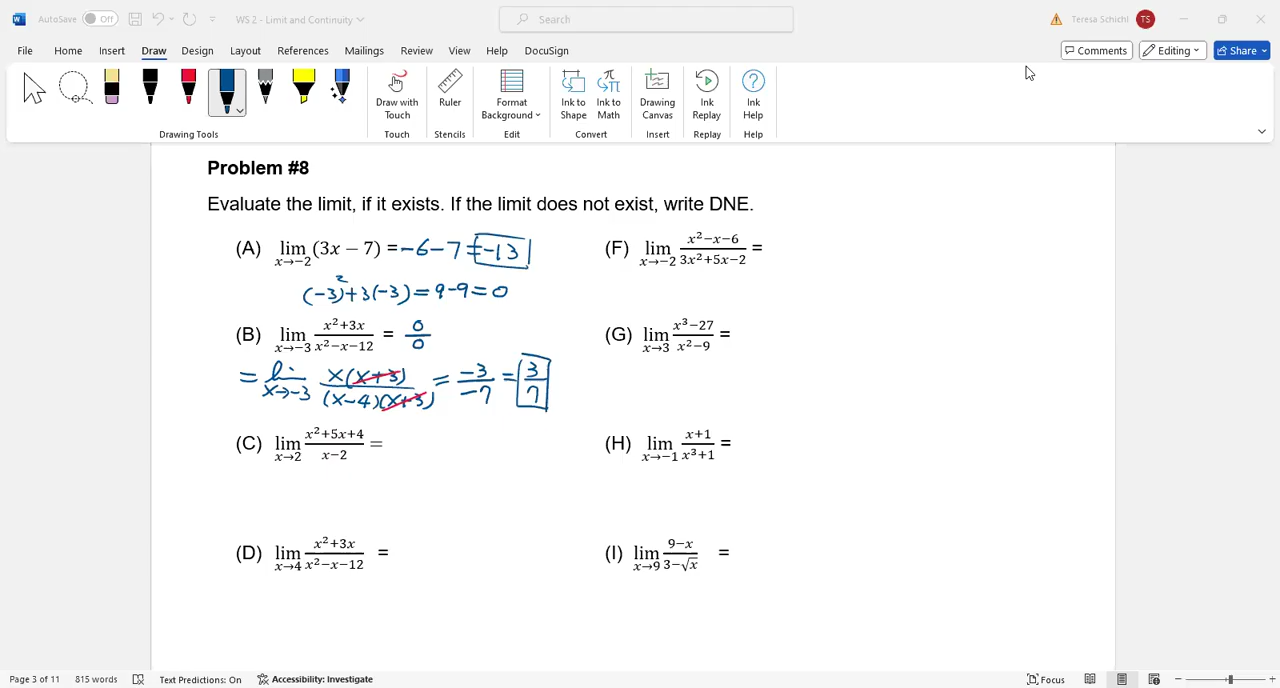 AutoSave Off WS 2 - Limit and Continuity Search Teresa Schichl TS
File Home Insert Draw Design Layout References Mailings Review View Help DocuSign Comments Editing Share
Draw with Touch Ruler Format Background Ink to Shape Ink to Math Drawing Canvas Ink Replay Ink Help
Drawing Tools Touch Stencils Edit Convert Insert Replay Help
Problem #8
Evaluate the limit, if it exists. If the limit does not exist, write DNE.
(A) lim x→−2 (3x − 7) = −6−7 = −13
(−3)²+3(−3) = 9−9 = 0
(B) lim x→−3 (x²+3x)/(x²−x−12) = 0/0
= lim x→−3 x(x+3)/(x−4)(x+3) = −3/−7 = 3/7
(C) lim x→2 (x²+5x+4)/(x−2) =
(D) lim x→4 (x²+3x)/(x²−x−12) =
(F) lim x→−2 (x²−x−6)/(3x²+5x−2) =
(G) lim x→3 (x³−27)/(x²−9) =
(H) lim x→−1 (x+1)/(x³+1) =
(I) lim x→9 (9−x)/(3−√x) =
Page 3 of 11 815 words Text Predictions: On Accessibility: Investigate Focus